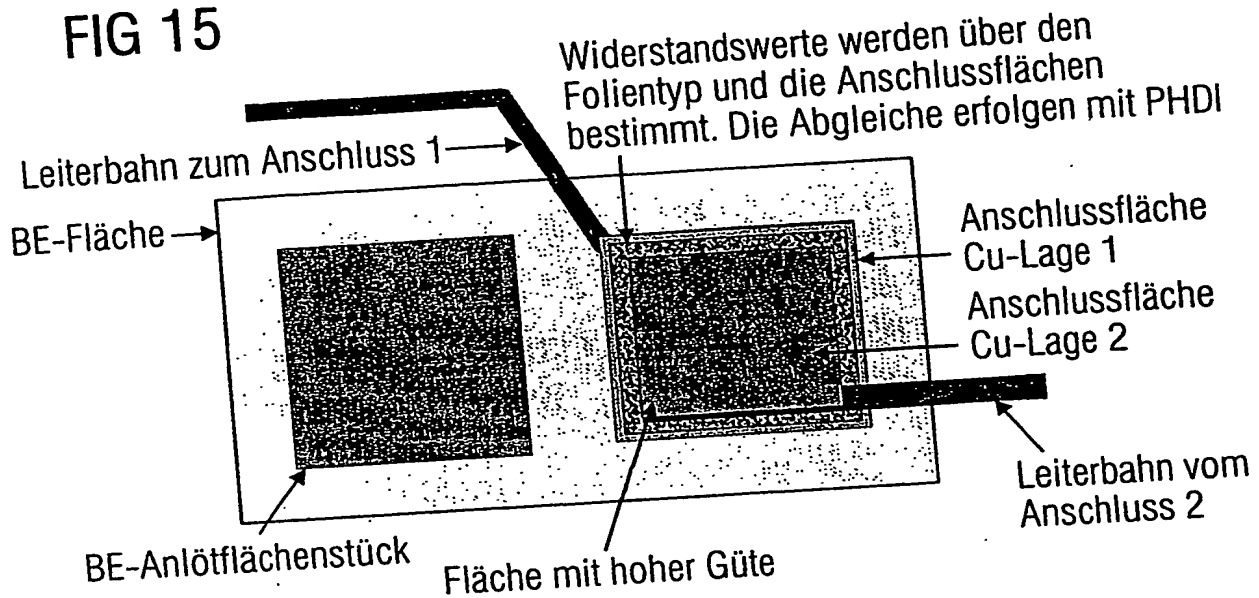 FIG 15
Widerstandswerte werden über den
Folientyp und die Anschlussflächen
bestimmt. Die Abgleiche erfolgen mit PHDI
Leiterbahn zum Anschluss 1
BE-Fläche
Anschlussfläche
Cu-Lage 1
Anschlussfläche
Cu-Lage 2
Leiterbahn vom
Anschluss 2
BE-Anlötflächenstück
Fläche mit hoher Güte